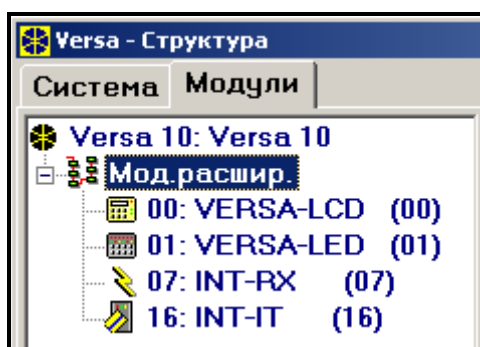 Versa - Структура
Система Модули
Versa 10: Versa 10
Мод.расшир.
00: VERSA-LCD (00)
01: VERSA-LED (01)
07: INT-RX (07)
16: INT-IT (16)